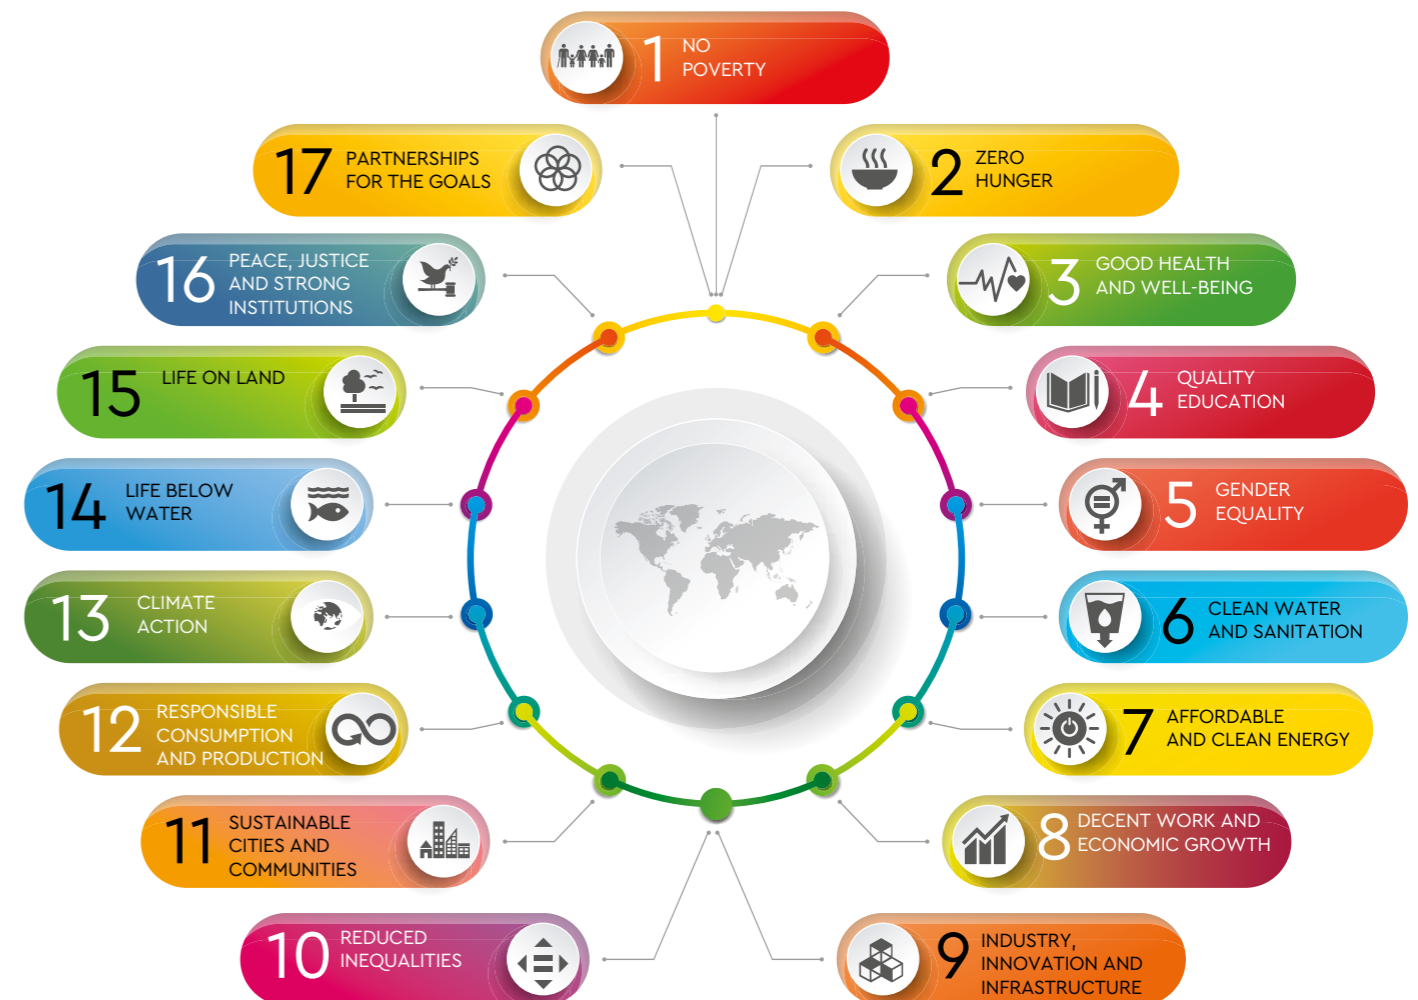 1 NO
POVERTY
2 ZERO
HUNGER
3 GOOD HEALTH
AND WELL-BEING
4 QUALITY
EDUCATION
5 GENDER
EQUALITY
6 CLEAN WATER
AND SANITATION
7 AFFORDABLE
AND CLEAN ENERGY
8 DECENT WORK AND
ECONOMIC GROWTH
9 INDUSTRY,
INNOVATION AND
INFRASTRUCTURE
10 REDUCED
INEQUALITIES
11 SUSTAINABLE
CITIES AND
COMMUNITIES
12 RESPONSIBLE
CONSUMPTION
AND PRODUCTION
13 CLIMATE
ACTION
14 LIFE BELOW
WATER
15 LIFE ON LAND
16 PEACE, JUSTICE
AND STRONG
INSTITUTIONS
17 PARTNERSHIPS
FOR THE GOALS